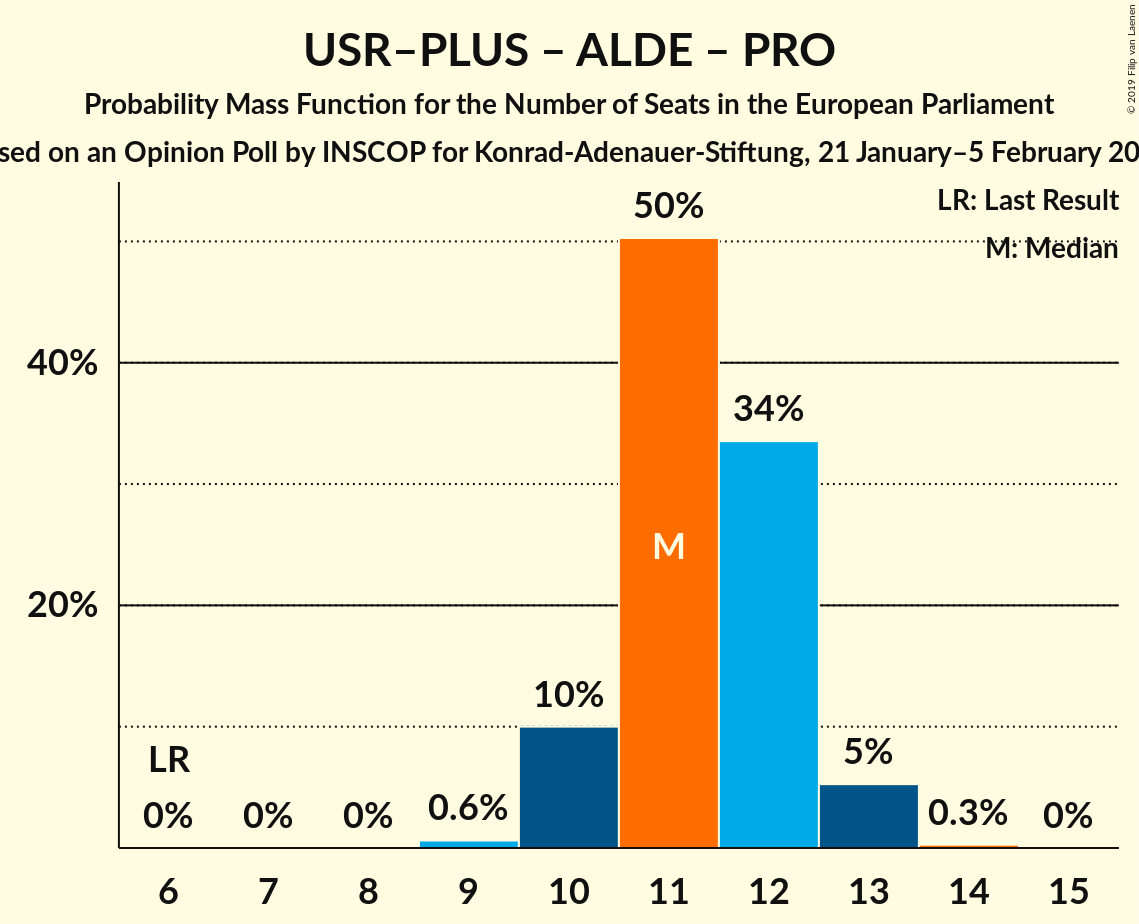 USR–PLUS – ALDE – PRO
Probability Mass Function for the Number of Seats in the European Parliament
on an Opinion Poll by INSCOP for Konrad-Adenauer-Stiftung, 21 January–5 February
© 2019 Filip van Laenen
LR: Last Result
M: Median
50%
40%
34%
M
20%
10%
LR
5%
0% 0% 0% 0.6% 0.3% 0%
6 7 8 9 10 11 12 13 14 15